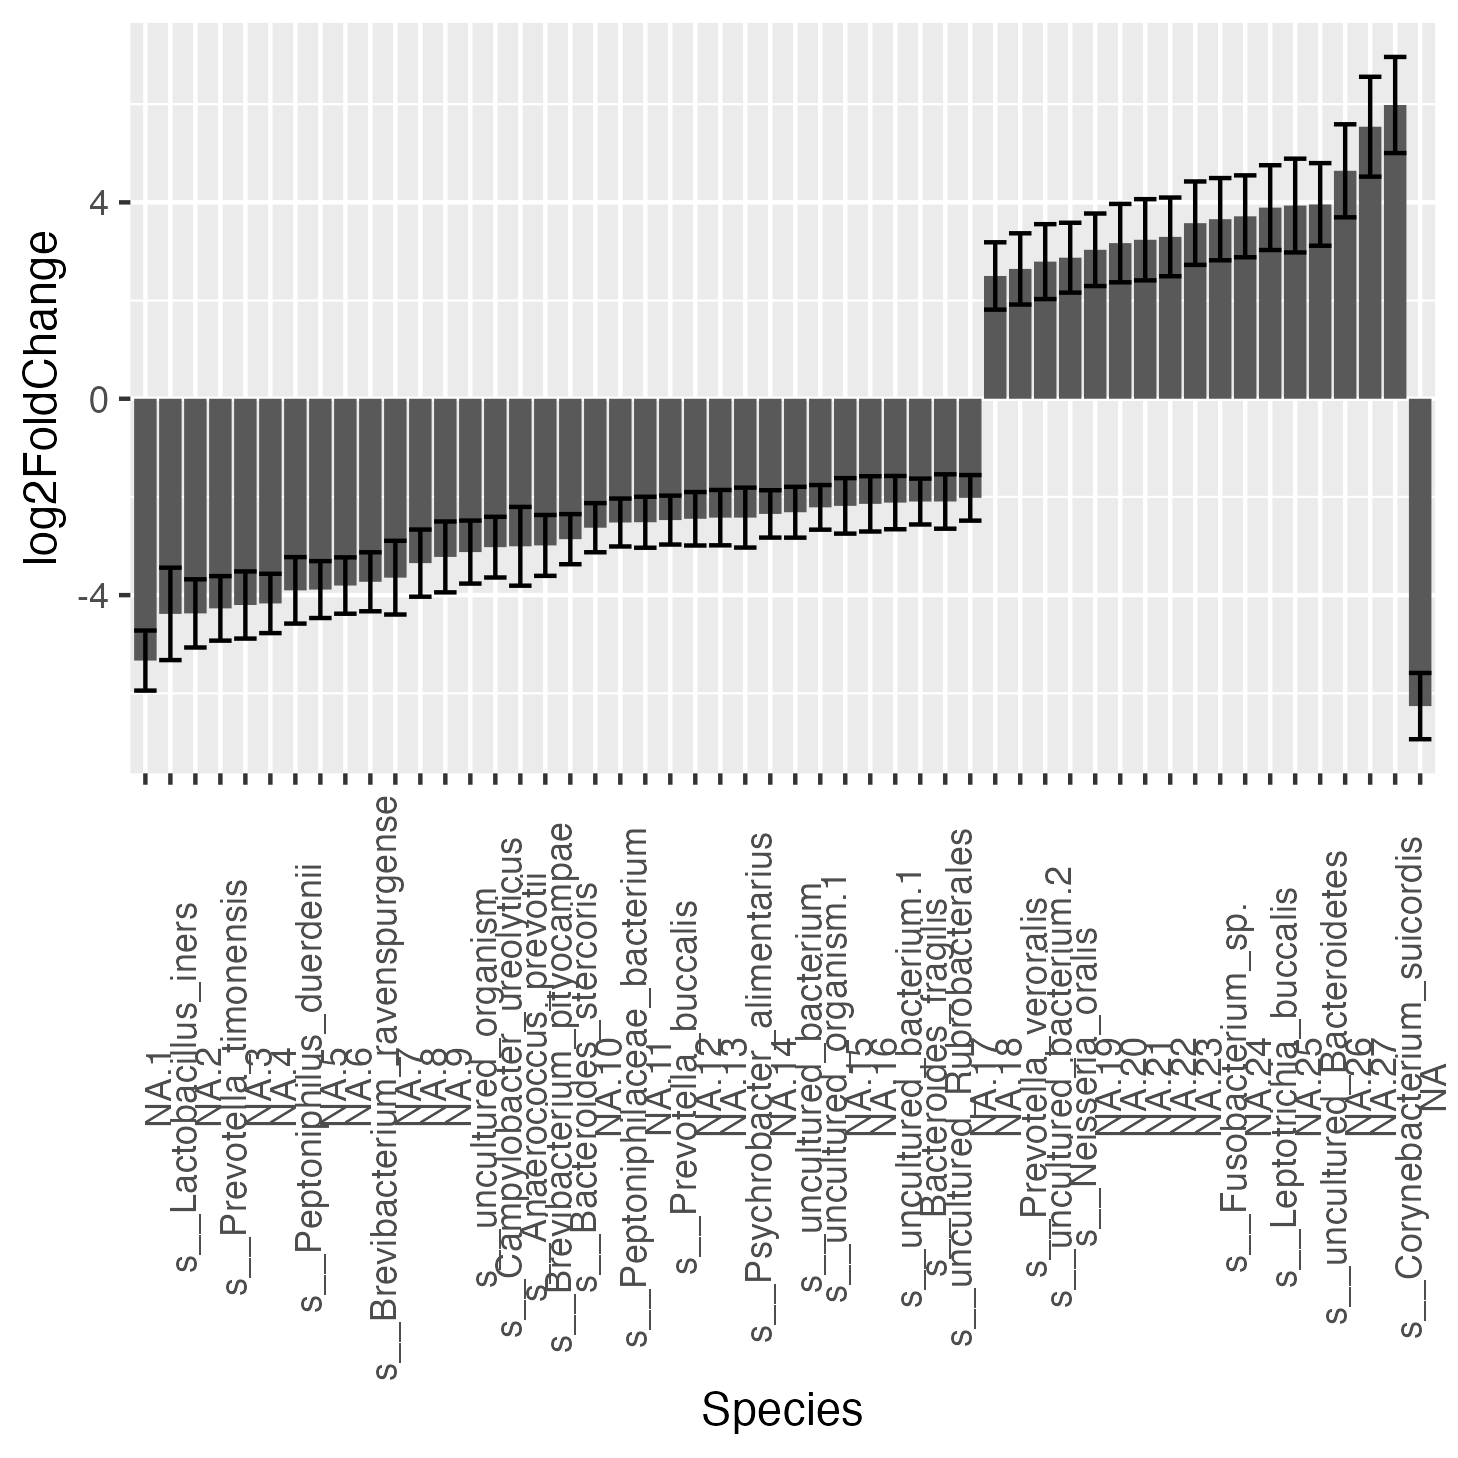 log2FoldChange
4
0
-4
NA.1
s__Lactobacillus_iners
NA.2
s__Prevotella_timonensis
NA.3
NA.4
s__Peptoniphilus_duerdenii
NA.5
NA.6
s__Brevibacterium_ravenspurgense
NA.7
NA.8
NA.9
s__uncultured_organism
s__Campylobacter_ureolyticus
s__Anaerococcus_prevotii
s__Brevibacterium_pityocampae
s__Bacteroides_stercoris
NA.10
s__Peptoniphilaceae_bacterium
NA.11
s__Prevotella_buccalis
NA.12
NA.13
s__Psychrobacter_alimentarius
NA.14
s__uncultured_bacterium
s__uncultured_organism.1
NA.15
NA.16
s__uncultured_bacterium.1
s__Bacteroides_fragilis
s__uncultured_Rubrobacterales
NA.17
NA.18
s__Prevotella_veroralis
s__uncultured_bacterium.2
s__Neisseria_oralis
NA.19
NA.20
NA.21
NA.22
NA.23
s__Fusobacterium_sp.
NA.24
s__Leptotrichia_buccalis
NA.25
s__uncultured_Bacteroidetes
NA.26
NA.27
s__Corynebacterium_suicordis
NA
Species